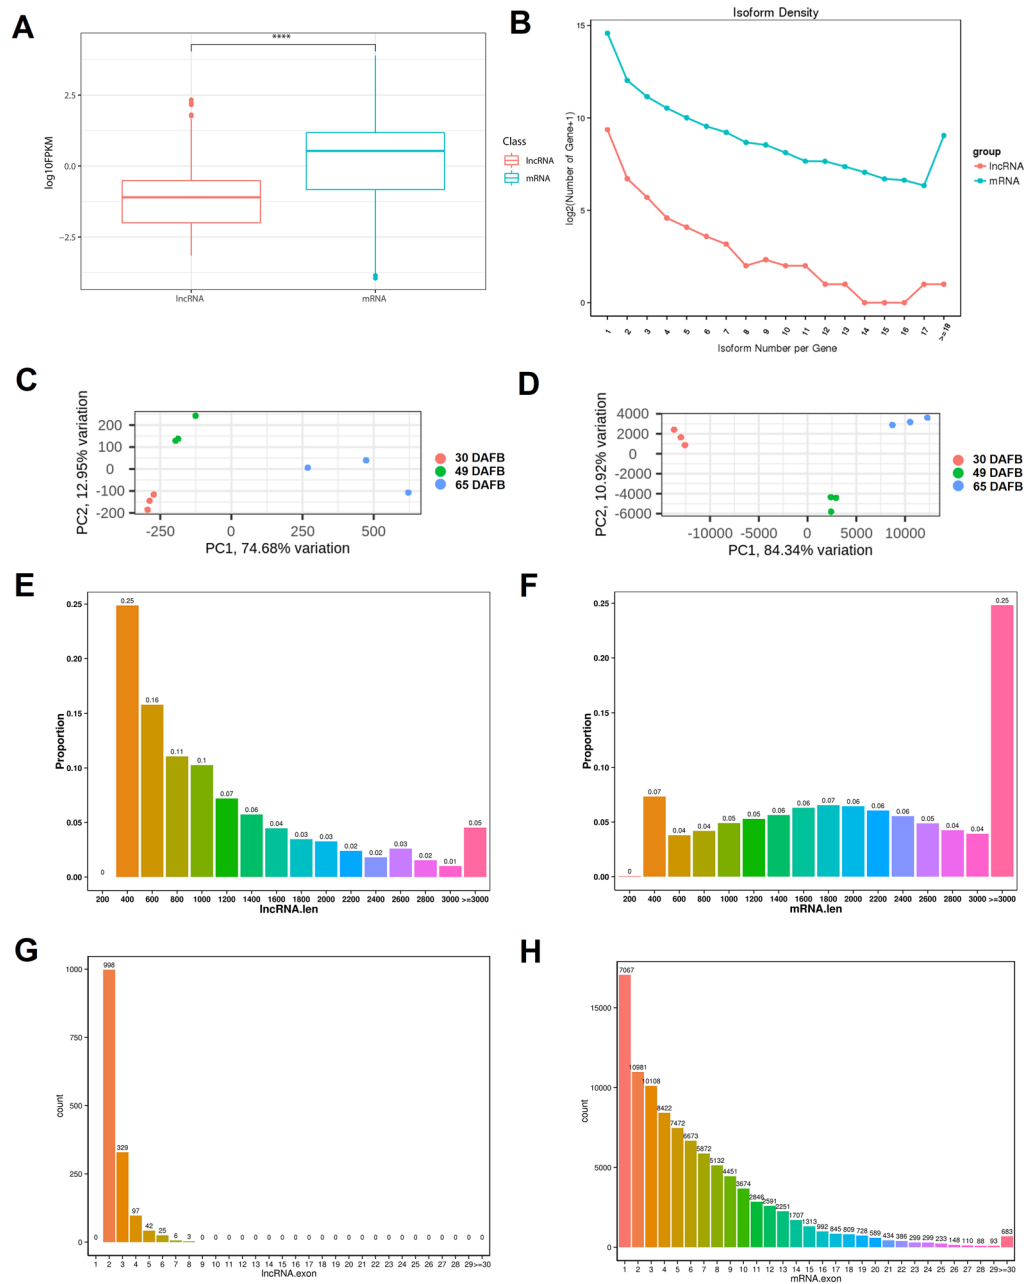 A
****
log10FPKM
2.5
0.0
−2.5
lncRNA
mRNA
Class
lncRNA
mRNA
B
Isoform Density
log2(Number of Gene+1)
15
10
5
0
1 2 3 4 5 6 7 8 9 10 11 12 13 14 15 16 17 >=18
Isoform Number per Gene
group
lncRNA
mRNA
C
PC2, 12.95% variation
200
100
0
-100
-200
-250 0 250 500
PC1, 74.68% variation
30 DAFB
49 DAFB
65 DAFB
D
PC2, 10.92% variation
4000
2000
0
-2000
-4000
-6000
-10000 -5000 0 5000 10000
PC1, 84.34% variation
30 DAFB
49 DAFB
65 DAFB
E
Proportion
0.25
0.20
0.15
0.10
0.05
0.00
0 0.25 0.16 0.11 0.1 0.07 0.06 0.04 0.03 0.03 0.02 0.02 0.03 0.02 0.01 0.05
200 400 600 800 1000 1200 1400 1600 1800 2000 2200 2400 2600 2800 3000 >=3000
lncRNA.len
F
Proportion
0.25
0.20
0.15
0.10
0.05
0.00
0 0.07 0.04 0.04 0.05 0.05 0.06 0.06 0.07 0.06 0.06 0.06 0.05 0.04 0.04 0.25
200 400 600 800 1000 1200 1400 1600 1800 2000 2200 2400 2600 2800 3000 >=3000
mRNA.len
G
count
1000
750
500
250
0
0 998 329 97 42 25 6 3 0 0 0 0 0 0 0 0 0 0 0 0 0 0 0 0 0 0 0 0 0 0
1 2 3 4 5 6 7 8 9 10 11 12 13 14 15 16 17 18 19 20 21 22 23 24 25 26 27 28 29 >=30
lncRNA.exon
H
count
15000
10000
5000
0
7067 10981 10108 8422 7472 6673 5872 5132 4451 3674 2846 2591 2251 1707 1313 992 845 809 728 589 434 386 299 299 233 148 110 88 93 683
1 2 3 4 5 6 7 8 9 10 11 12 13 14 15 16 17 18 19 20 21 22 23 24 25 26 27 28 29 >=30
mRNA.exon